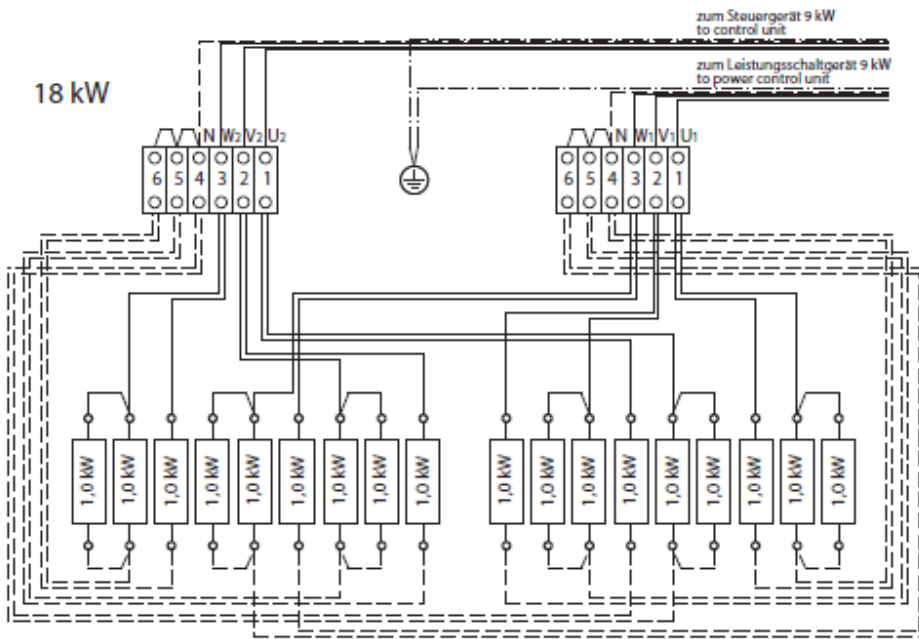 zum Steuergerät 9 kW
to control unit
zum Leistungsschaltgerät 9 kW
to power control unit
18 kW
N W2 V2 U2
6 5 4 3 2 1
N W1 V1 U1
6 5 4 3 2 1
1,0 kW 1,0 kW 1,0 kW 1,0 kW 1,0 kW 1,0 kW 1,0 kW 1,0 kW 1,0 kW
1,0 kW 1,0 kW 1,0 kW 1,0 kW 1,0 kW 1,0 kW 1,0 kW 1,0 kW 1,0 kW